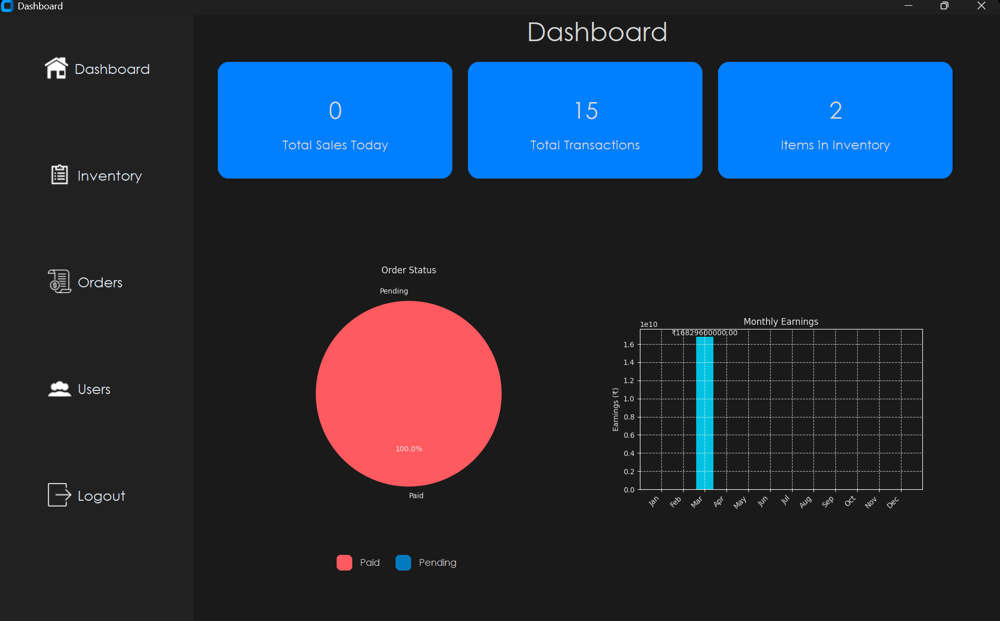 Dashboard
Dashboard
Dashboard
Inventory
Orders
Users
Logout
0
Total Sales Today
15
Total Transactions
2
Items in Inventory
Order Status
Pending
100.0%
Paid
Paid
Pending
Monthly Earnings
1e10
₹16829600000.00
1.6
1.4
1.2
1.0
0.8
0.6
0.4
0.2
0.0
Earnings (₹)
Jan Feb Mar Apr May Jun Jul Aug Sep Oct Nov Dec